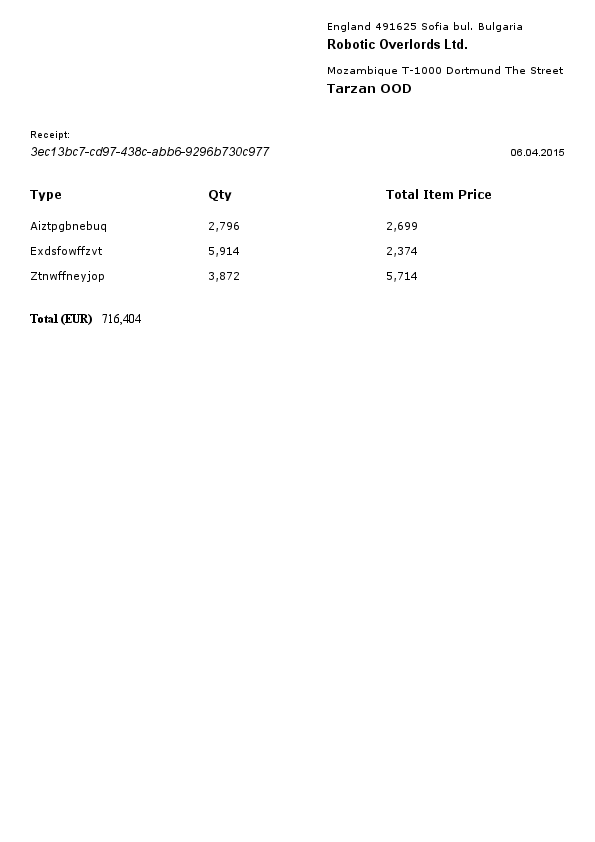 England 491625 Sofia bul. Bulgaria
Robotic Overlords Ltd.
Mozambique T-1000 Dortmund The Street
Tarzan OOD
Receipt:
3ec13bc7-cd97-438c-abb6-9296b730c977 06.04.2015
Type Qty Total Item Price
Aiztpgbnebuq 2,796 2,699
Exdsfowffzvt 5,914 2,374
Ztnwffneyjop 3,872 5,714
Total (EUR) 716,404